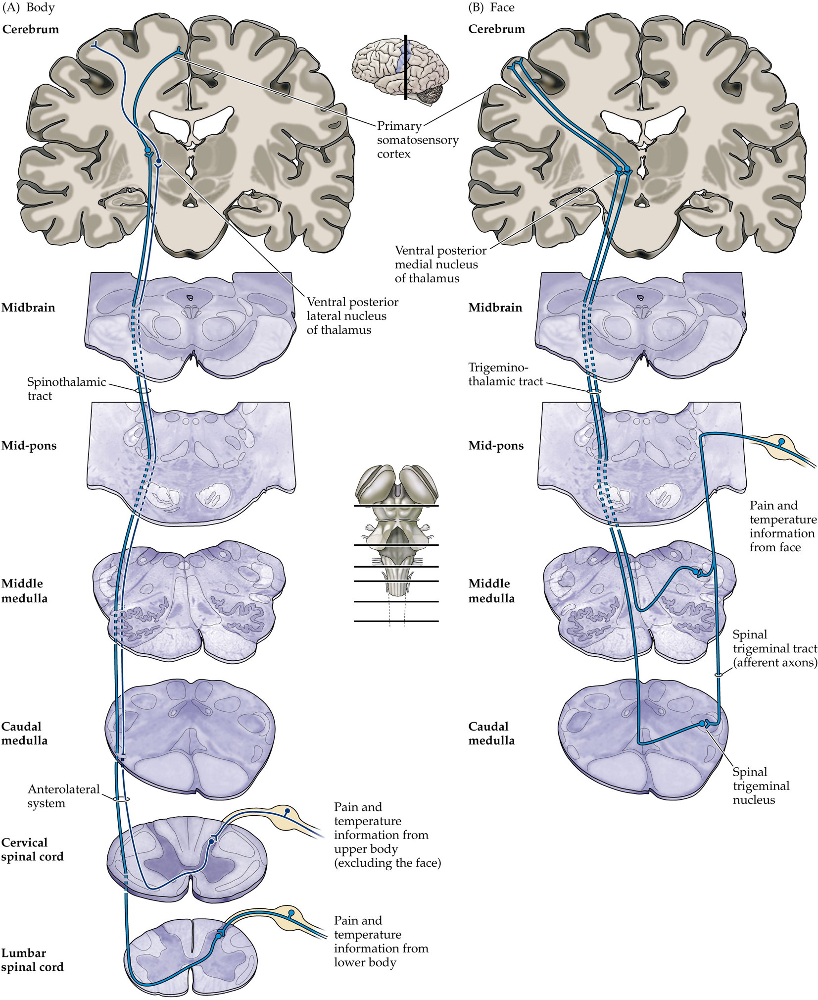 (A) Body
Cerebrum
Primary
somatosensory
cortex
Ventral posterior
lateral nucleus
of thalamus
Midbrain
Spinothalamic
tract
Mid-pons
Middle
medulla
Caudal
medulla
Anterolateral
system
Cervical
spinal cord
Pain and
temperature
information from
upper body
(excluding the face)
Lumbar
spinal cord
Pain and
temperature
information from
lower body
(B) Face
Cerebrum
Ventral posterior
medial nucleus
of thalamus
Midbrain
Trigemino-
thalamic tract
Mid-pons
Pain and
temperature
information
from face
Middle
medulla
Spinal
trigeminal tract
(afferent axons)
Caudal
medulla
Spinal
trigeminal
nucleus